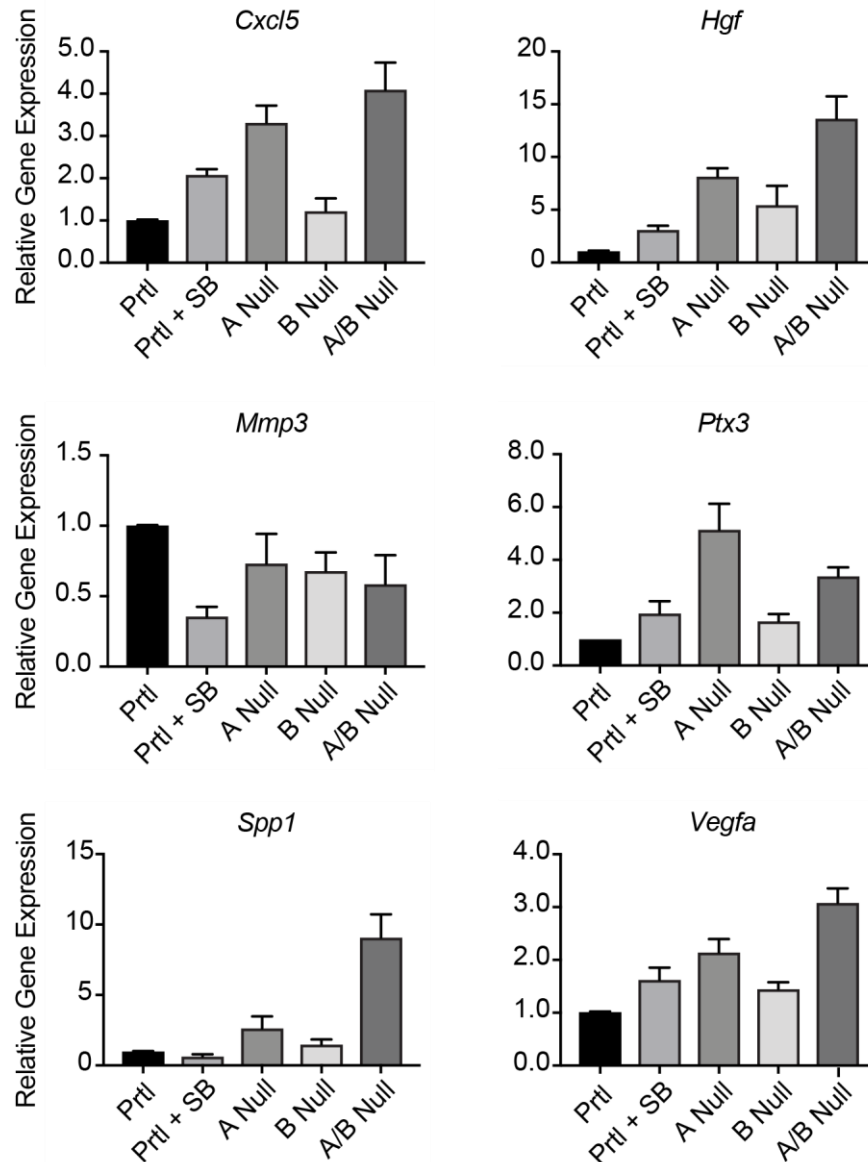 Cxcl5
Relative Gene Expression
5.0
4.0
3.0
2.0
1.0
0.0
Prtl
Prtl + SB
A Null
B Null
A/B Null
Hgf
20
15
10
5
0
Prtl
Prtl + SB
A Null
B Null
A/B Null
Mmp3
Relative Gene Expression
1.5
1.0
0.5
0.0
Prtl
Prtl + SB
A Null
B Null
A/B Null
Ptx3
8.0
6.0
4.0
2.0
0.0
Prtl
Prtl + SB
A Null
B Null
A/B Null
Spp1
Relative Gene Expression
15
10
5
0
Prtl
Prtl + SB
A Null
B Null
A/B Null
Vegfa
4.0
3.0
2.0
1.0
0.0
Prtl
Prtl + SB
A Null
B Null
A/B Null